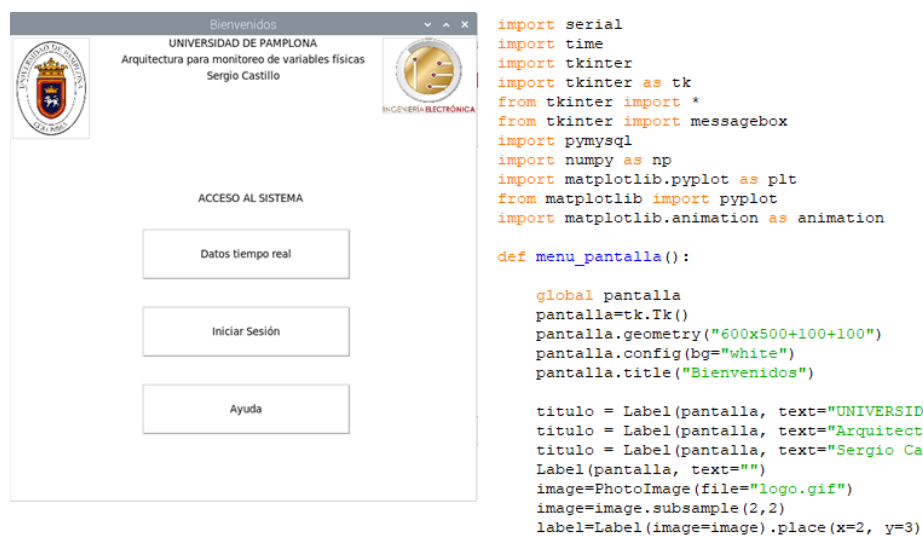 Bienvenidos
UNIVERSIDAD DE PAMPLONA
Arquitectura para monitoreo de variables físicas
Sergio Castillo
UNIVERSIDAD DE PAMPLONA
COLOMBIA
INGENIERÍA ELECTRÓNICA
ACCESO AL SISTEMA
Datos tiempo real
Iniciar Sesión
Ayuda
import serial
import time
import tkinter
import tkinter as tk
from tkinter import *
from tkinter import messagebox
import pymysql
import numpy as np
import matplotlib.pyplot as plt
from matplotlib import pyplot
import matplotlib.animation as animation
def menu_pantalla():
global pantalla
pantalla=tk.Tk()
pantalla.geometry("600x500+100+100")
pantalla.config(bg="white")
pantalla.title("Bienvenidos")
titulo = Label(pantalla, text="UNIVERSID
titulo = Label(pantalla, text="Arquitect
titulo = Label(pantalla, text="Sergio Ca
Label(pantalla, text="")
image=PhotoImage(file="logo.gif")
image=image.subsample(2,2)
label=Label(image=image).place(x=2, y=3)